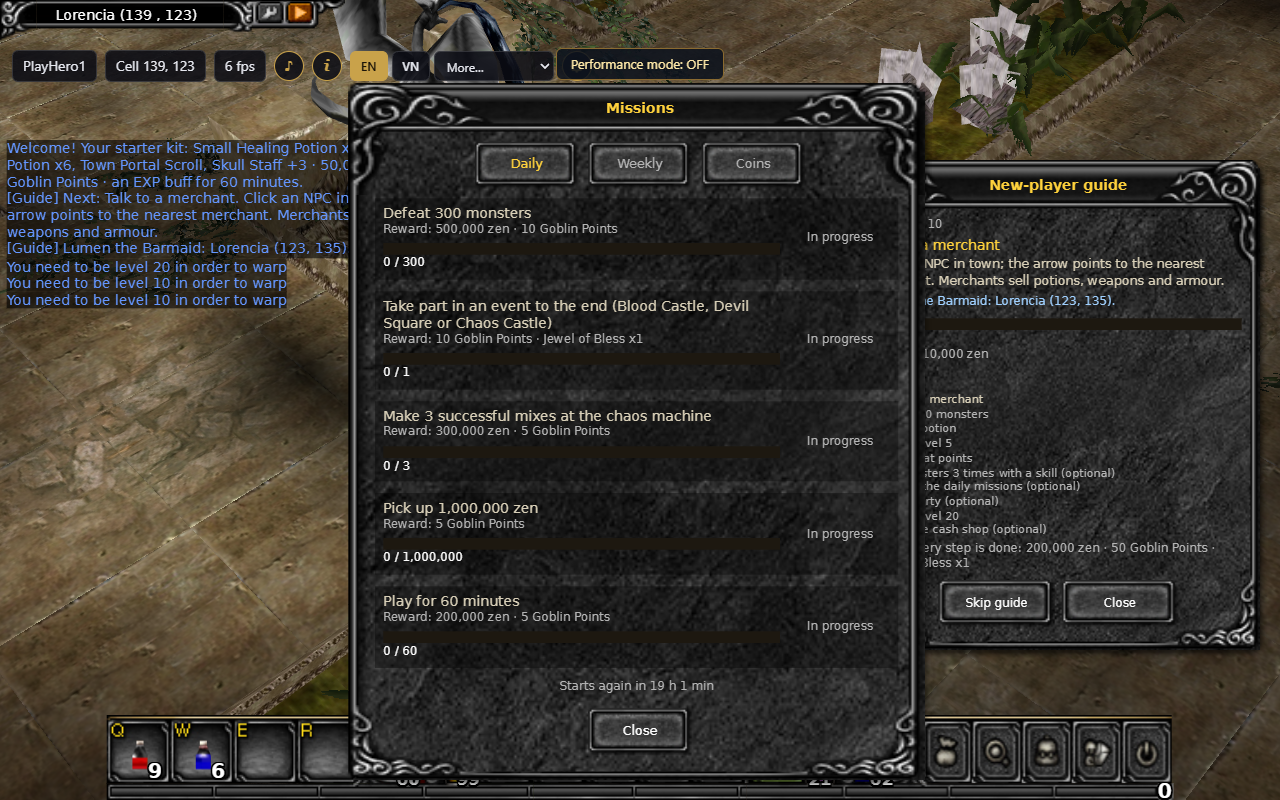 Lorencia (139 , 123)
PlayHero1
Cell 139, 123
6 fps
EN
VN
More...
Performance mode: OFF
Missions
Daily
Weekly
Coins
Welcome! Your starter kit: Small Healing Potion x
Potion x6, Town Portal Scroll, Skull Staff +3 · 50,0
Goblin Points · an EXP buff for 60 minutes.
[Guide] Next: Talk to a merchant. Click an NPC in
arrow points to the nearest merchant. Merchants
weapons and armour.
[Guide] Lumen the Barmaid: Lorencia (123, 135)
You need to be level 20 in order to warp
You need to be level 10 in order to warp
You need to be level 10 in order to warp
Defeat 300 monsters
Reward: 500,000 zen · 10 Goblin Points
0 / 300
In progress
Take part in an event to the end (Blood Castle, Devil
Square or Chaos Castle)
Reward: 10 Goblin Points · Jewel of Bless x1
0 / 1
In progress
Make 3 successful mixes at the chaos machine
Reward: 300,000 zen · 5 Goblin Points
0 / 3
In progress
Pick up 1,000,000 zen
Reward: 5 Goblin Points
0 / 1,000,000
In progress
Play for 60 minutes
Reward: 200,000 zen · 5 Goblin Points
0 / 60
In progress
Starts again in 19 h 1 min
Close
New-player guide
10
merchant
NPC in town; the arrow points to the nearest
t. Merchants sell potions, weapons and armour.
e Barmaid: Lorencia (123, 135).
10,000 zen
merchant
0 monsters
potion
vel 5
at points
sters 3 times with a skill (optional)
he daily missions (optional)
rty (optional)
vel 20
e cash shop (optional)
ery step is done: 200,000 zen · 50 Goblin Points ·
Bless x1
Skip guide
Close
Q
W
E
R
9
6
0